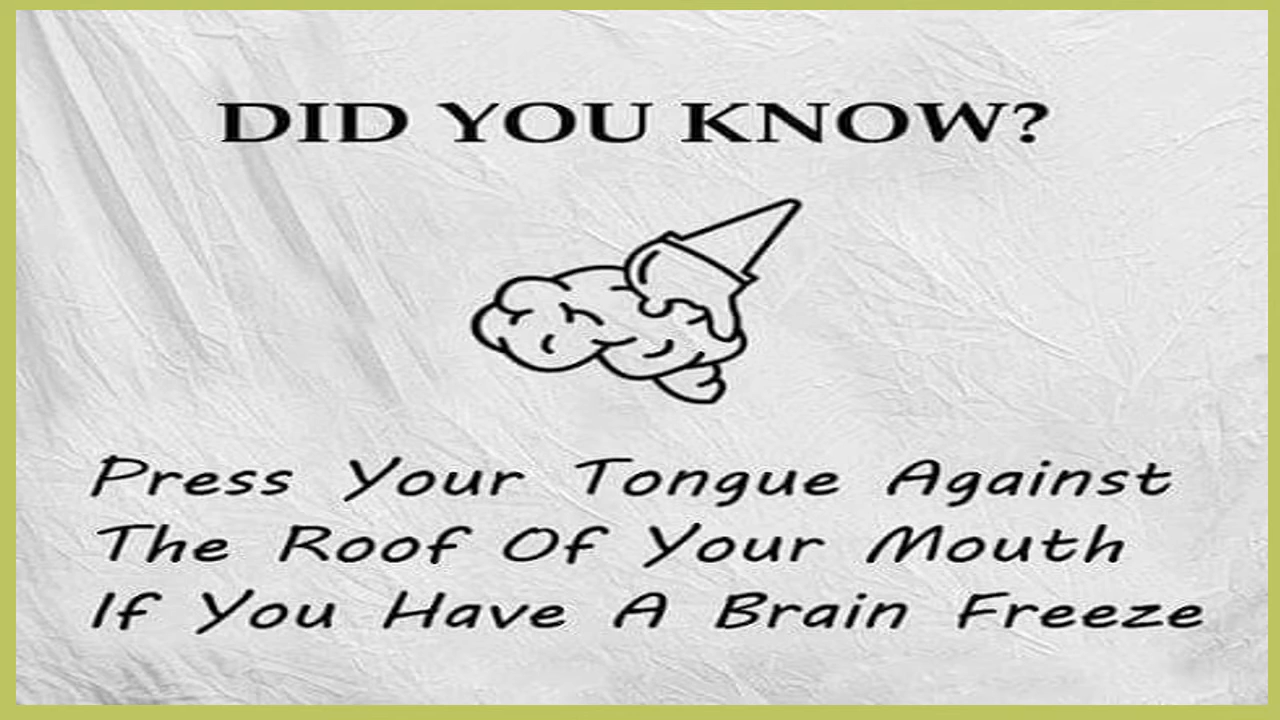 DID YOU KNOW?
Press Your Tongue Against
The Roof Of Your Mouth
If You Have A Brain Freeze